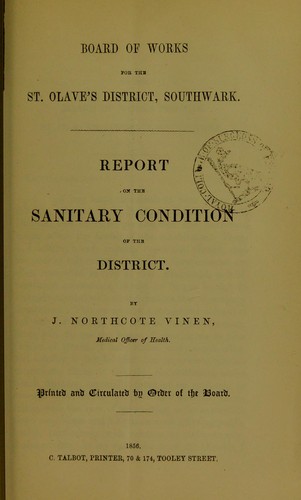 BOARD OF WORKS
FOR THE
ST. OLAVE'S DISTRICT, SOUTHWARK.
REPORT
ON THE
SANITARY CONDITION
OF THE
DISTRICT.
BY
J. NORTHCOTE VINEN,
Medical Officer of Health.
Printed and Circulated by Order of the Board.
1856.
C. TALBOT, PRINTER, 70 & 174, TOOLEY STREET.